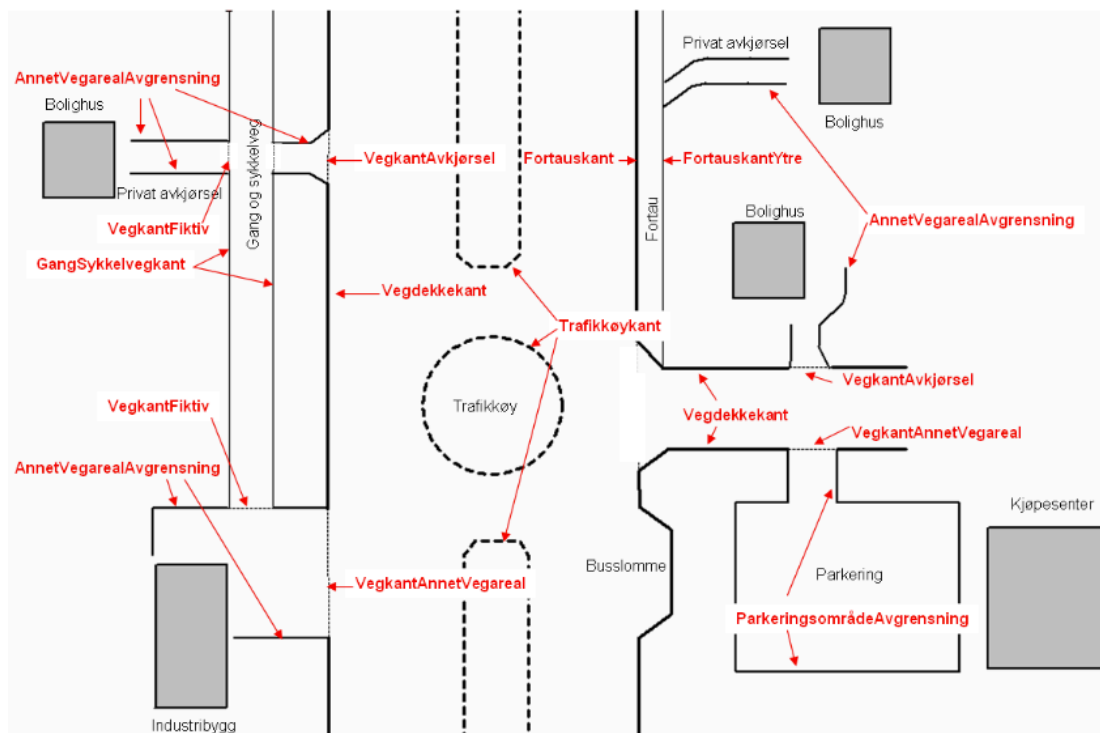 Privat avkjørsel
AnnetVegarealAvgrensning
Bolighus
Bolighus
VegkantAvkjørsel
Fortauskant
FortauskantYtre
Gang og sykkelveg
Privat avkjørsel
Fortau
Bolighus
AnnetVegarealAvgrensning
VegkantFiktiv
GangSykkelvegkant
Vegdekkekant
Trafikkøykant
VegkantAvkjørsel
VegkantFiktiv
Trafikkøy
Vegdekkekant
VegkantAnnetVegareal
AnnetVegarealAvgrensning
Kjøpesenter
Busslomme
Parkering
VegkantAnnetVegareal
ParkeringsområdeAvgrensning
Industribygg